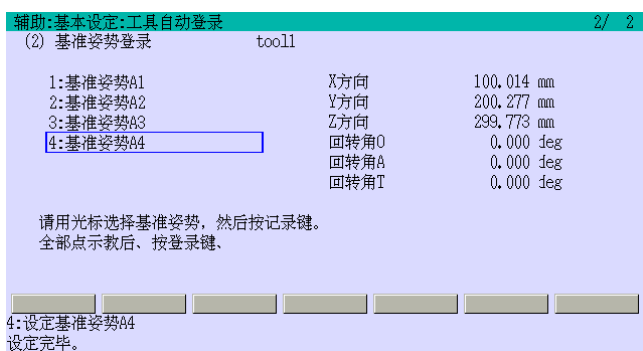 辅助:基本设定:工具自动登录 2/ 2
(2) 基准姿势登录 tool1
1:基准姿势A1 X方向 100.014 mm
2:基准姿势A2 Y方向 200.277 mm
3:基准姿势A3 Z方向 299.773 mm
4:基准姿势A4 回转角O 0.000 deg
回转角A 0.000 deg
回转角T 0.000 deg
请用光标选择基准姿势，然后按记录键。
全部点示教后、按登录键、
4:设定基准姿势A4
设定完毕。